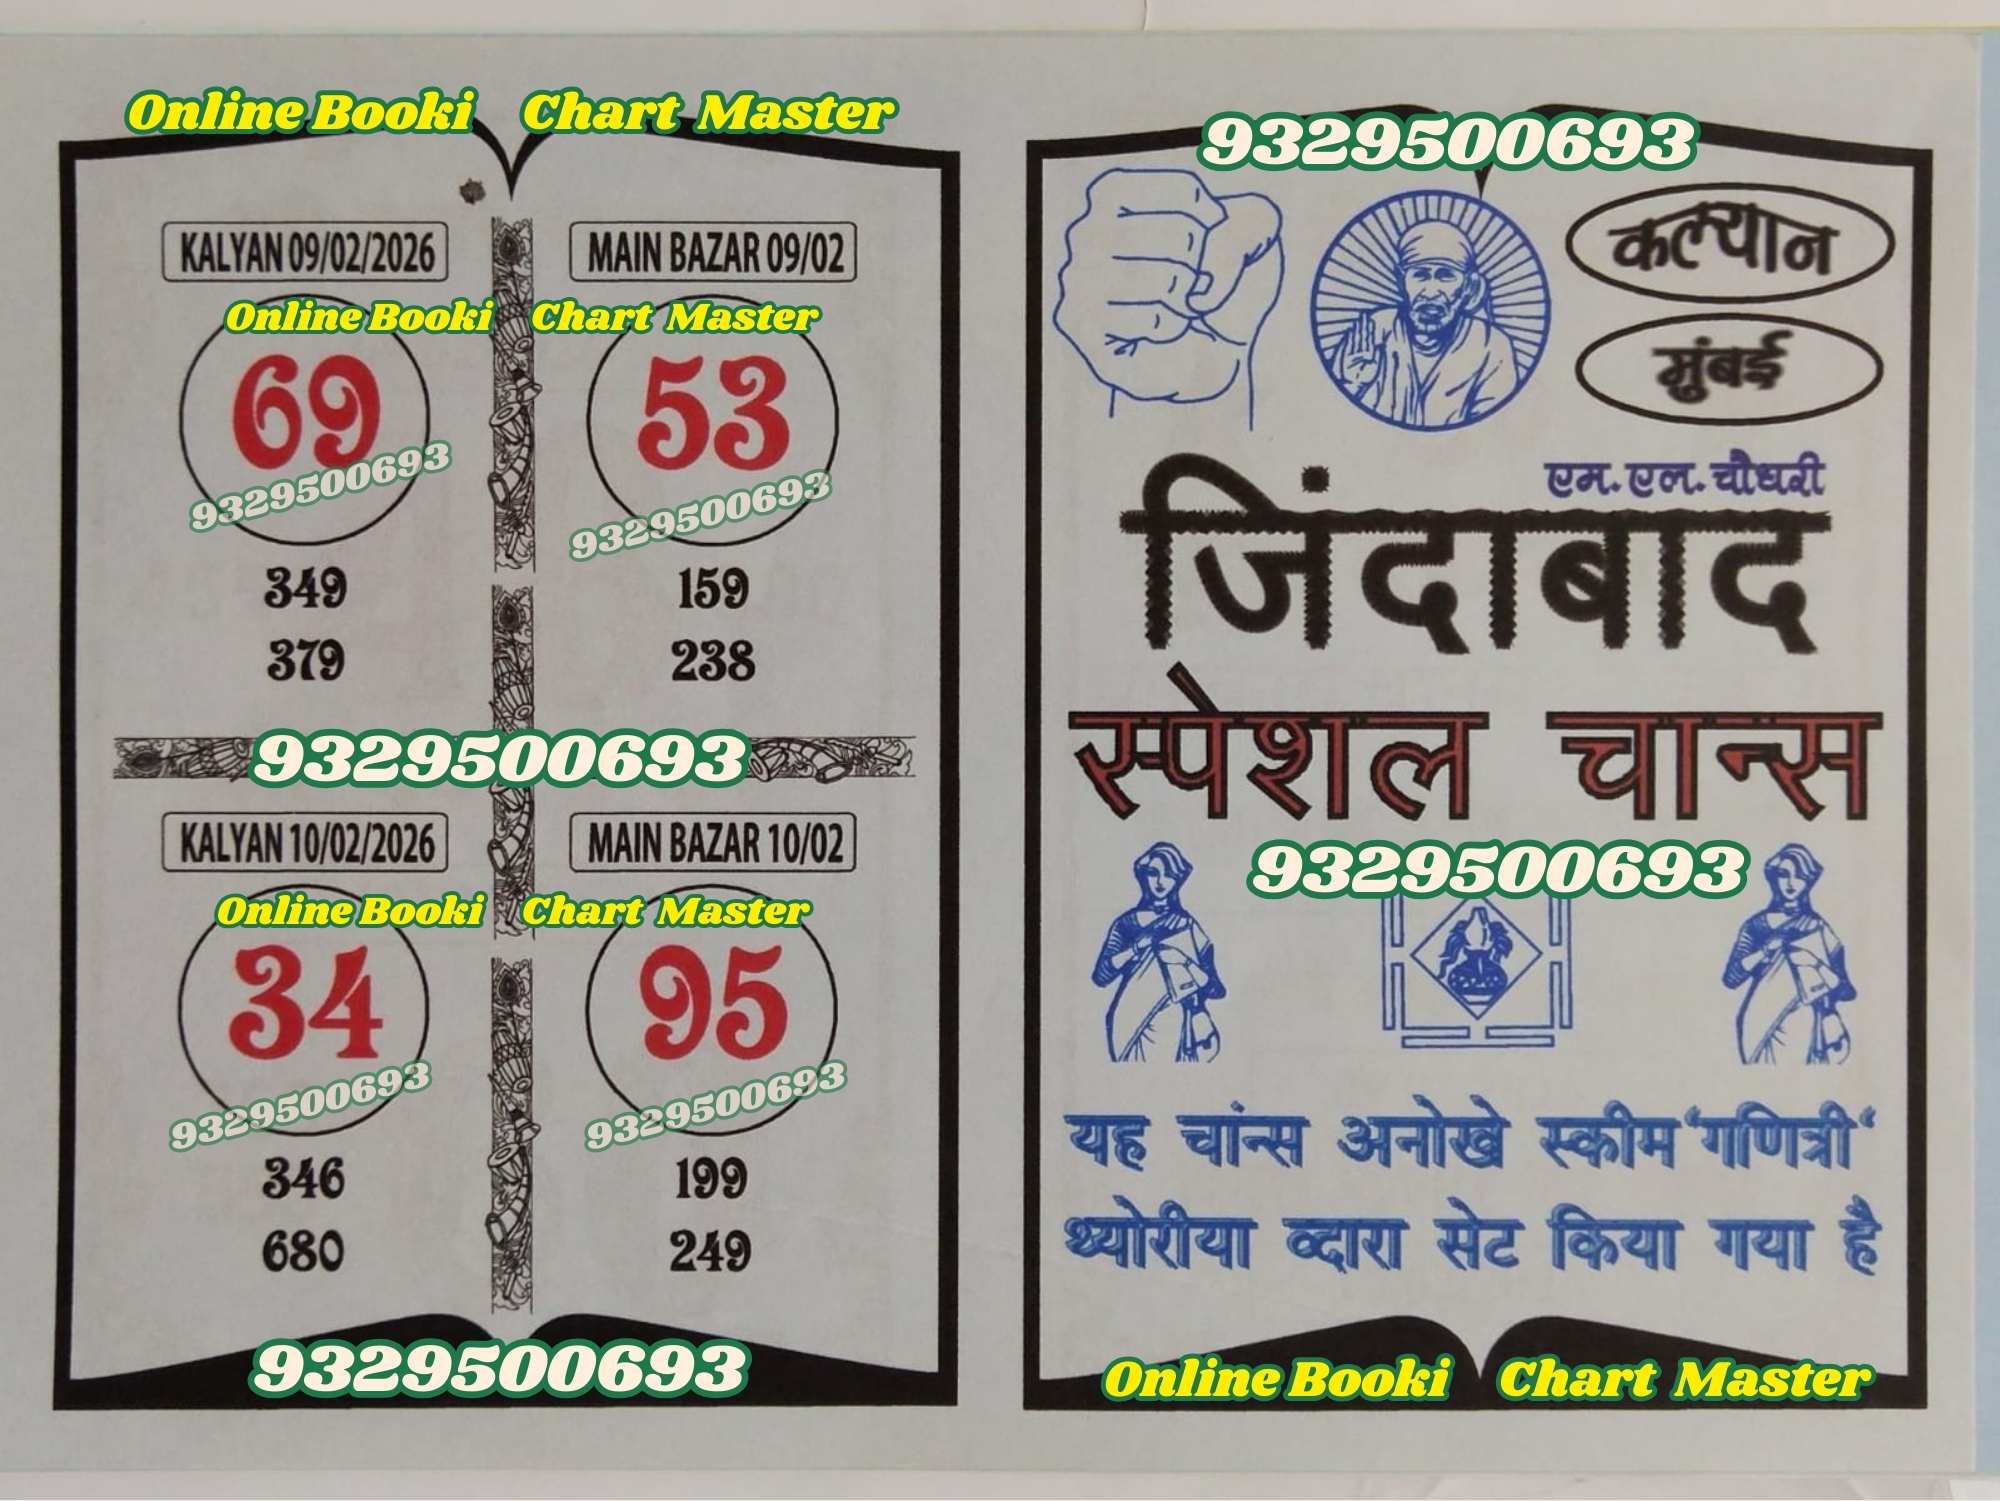 Online Booki Chart Master
KALYAN 09/02/2026
MAIN BAZAR 09/02
Online Booki Chart Master
69
53
9329500693
9329500693
349
379
159
238
9329500693
KALYAN 10/02/2026
MAIN BAZAR 10/02
Online Booki Chart Master
34
95
9329500693
9329500693
346
680
199
249
9329500693
9329500693
कल्यान
मुंबई
एम. एल. चौधरी
जिंदाबाद
स्पेशल चान्स
9329500693
यह चांन्स अनोखे स्कीम ‘गणित्री‘
थ्योरीया व्दारा सेट किया गया है
Online Booki Chart Master